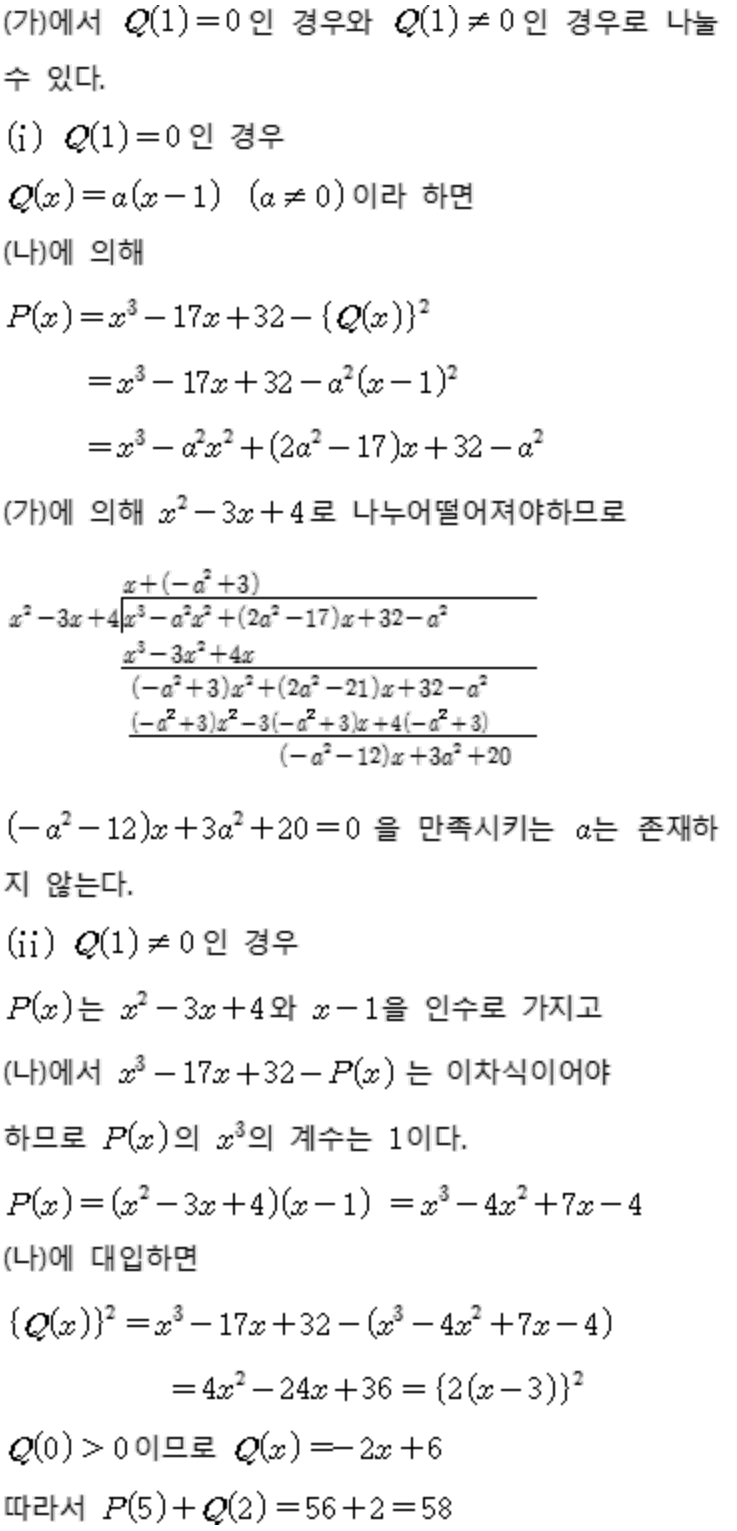 (가)에서 Q(1)=0인 경우와 Q(1)≠0인 경우로 나눌
수 있다.
(i) Q(1)=0인 경우
Q(x)=a(x-1) (a≠0)이라 하면
(나)에 의해
P(x)=x³-17x+32-{Q(x)}²
=x³-17x+32-a²(x-1)²
=x³-a²x²+(2a²-17)x+32-a²
(가)에 의해 x²-3x+4로 나누어떨어져야하므로
x+(-a²+3)
x²-3x+4 x³-a²x²+(2a²-17)x+32-a²
x³-3x²+4x
(-a²+3)x²+(2a²-21)x+32-a²
(-a²+3)x²-3(-a²+3)x+4(-a²+3)
(-a²-12)x+3a²+20
(-a²-12)x+3a²+20=0 을 만족시키는 a는 존재하
지 않는다.
(ii) Q(1)≠0인 경우
P(x)는 x²-3x+4와 x-1을 인수로 가지고
(나)에서 x³-17x+32-P(x) 는 이차식이어야
하므로 P(x)의 x³의 계수는 1이다.
P(x)=(x²-3x+4)(x-1) =x³-4x²+7x-4
(나)에 대입하면
{Q(x)}²=x³-17x+32-(x³-4x²+7x-4)
=4x²-24x+36={2(x-3)}²
Q(0)>0이므로 Q(x)=-2x+6
따라서 P(5)+Q(2)=56+2=58